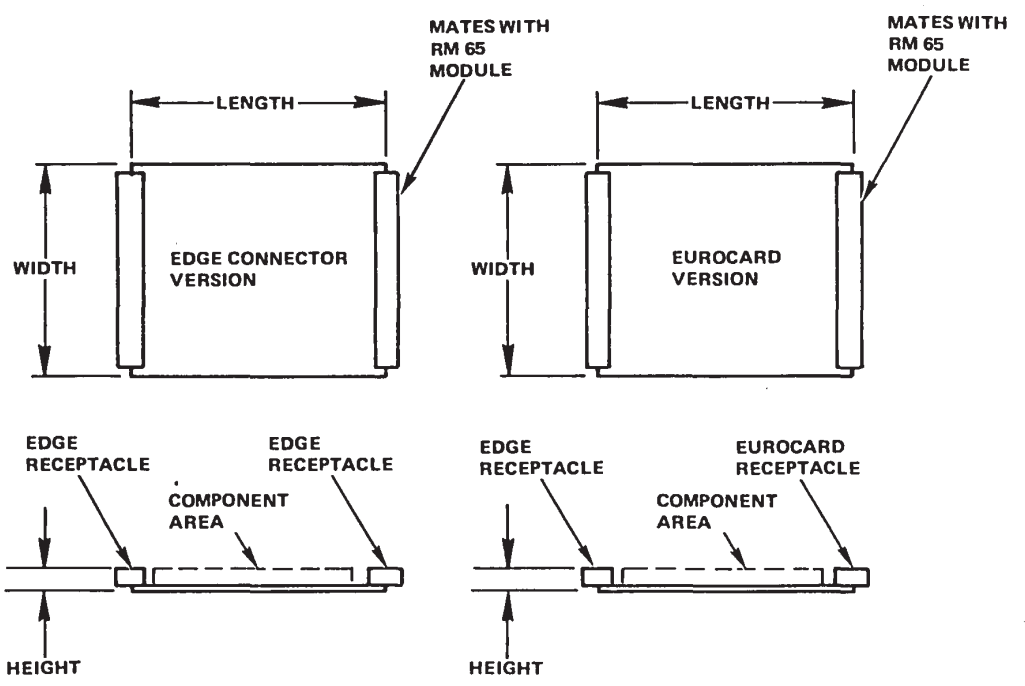 MATES WITH
RM 65
MODULE
LENGTH
WIDTH
EDGE CONNECTOR
VERSION
MATES WITH
RM 65
MODULE
LENGTH
WIDTH
EUROCARD
VERSION
EDGE
RECEPTACLE
EDGE
RECEPTACLE
COMPONENT
AREA
HEIGHT
EDGE
RECEPTACLE
EUROCARD
RECEPTACLE
COMPONENT
AREA
HEIGHT